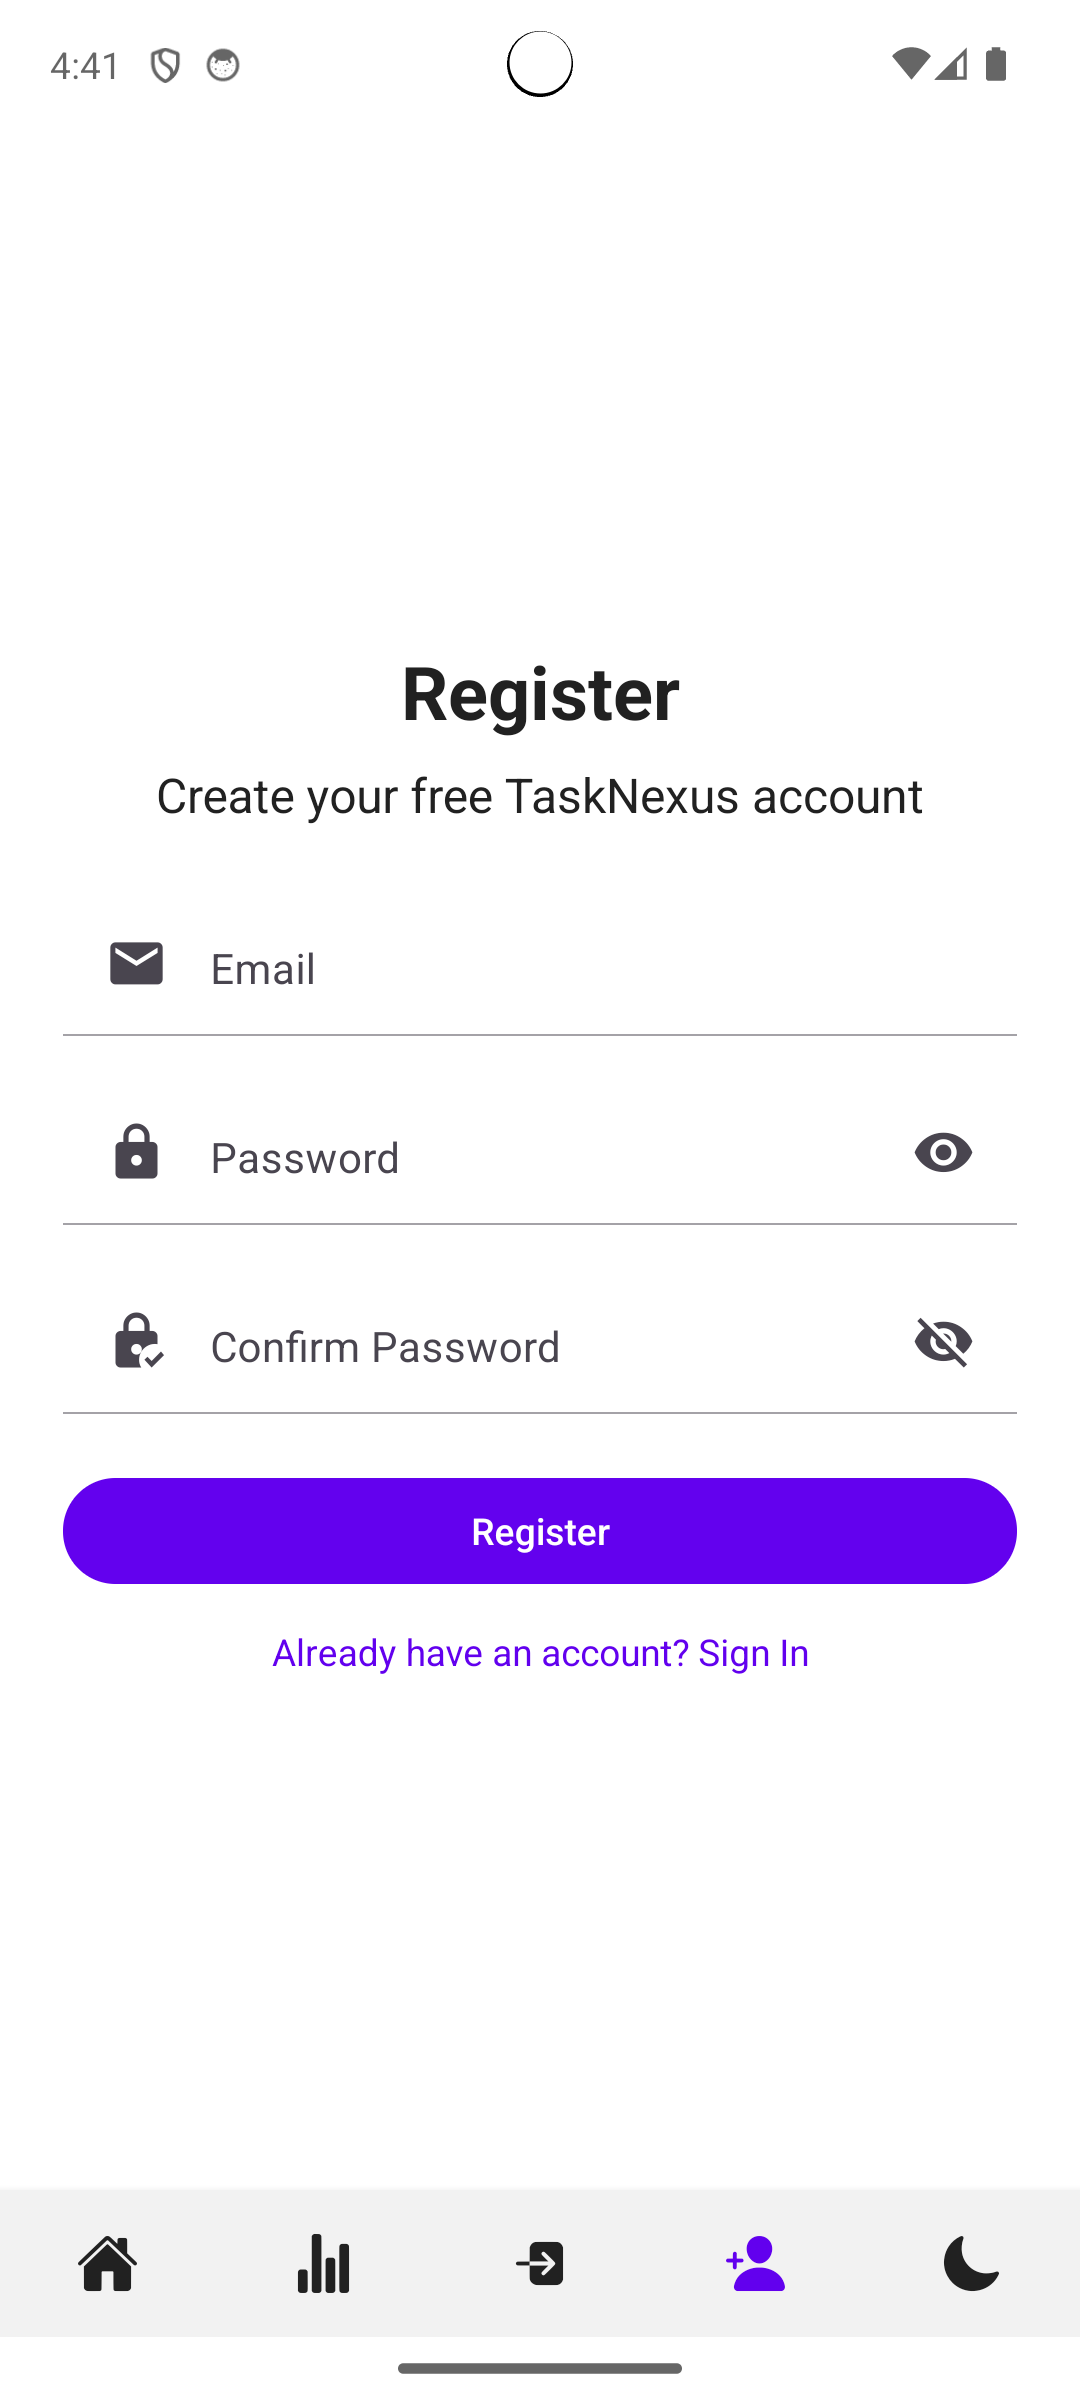 4:41
Register
Create your free TaskNexus account
Email
Password
Confirm Password
Register
Already have an account? Sign In